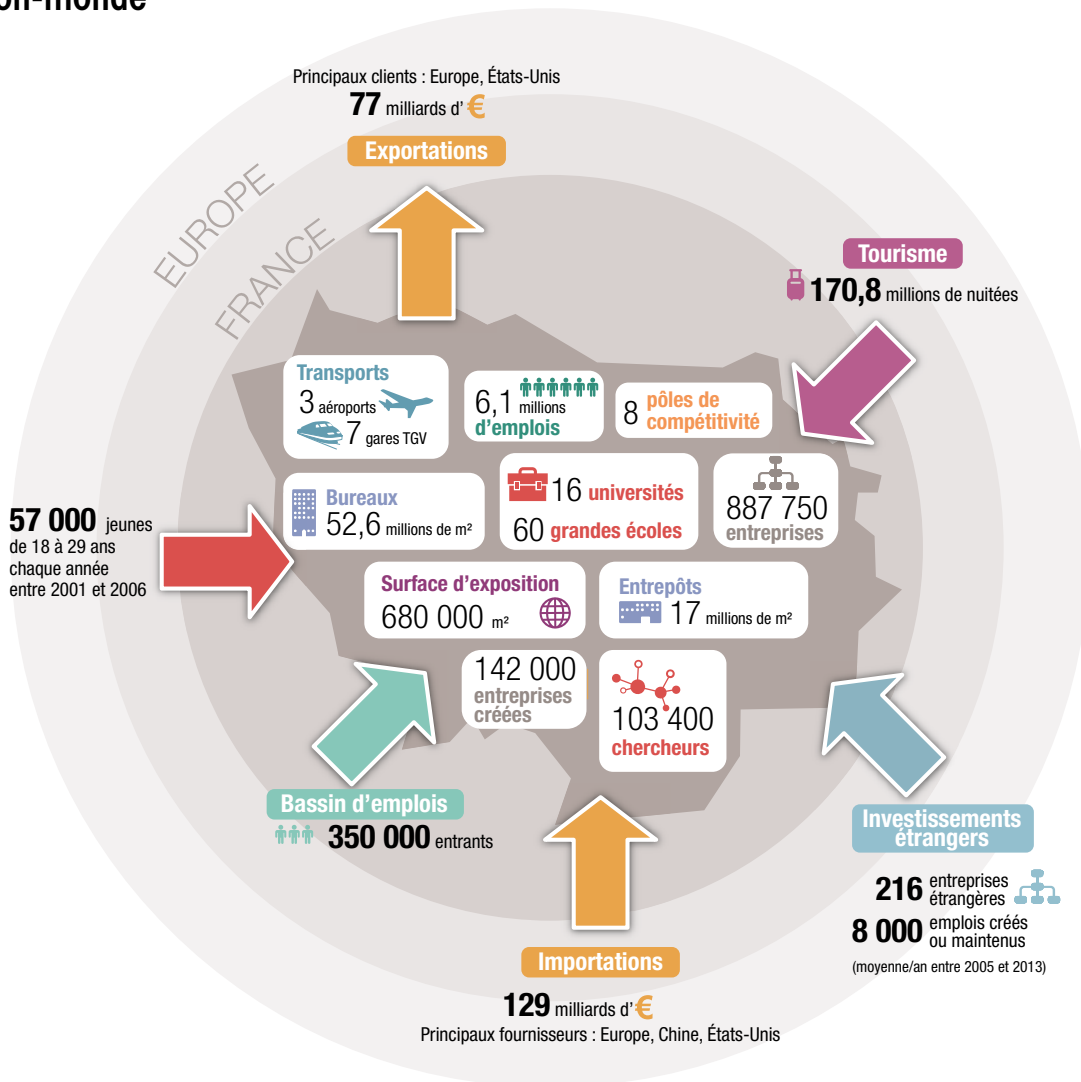 Principaux clients : Europe, États-Unis
77 milliards d' €
Exportations
EUROPE
FRANCE
Tourisme
170,8 millions de nuitées
Transports
3 aéroports
7 gares TGV
6,1 millions
d'emplois
8 pôles de
compétitivité
Bureaux
52,6 millions de m²
16 universités
60 grandes écoles
887 750
entreprises
57 000 jeunes
de 18 à 29 ans
chaque année
entre 2001 et 2006
Surface d'exposition
680 000 m²
Entrepôts
17 millions de m²
142 000
entreprises
créées
103 400
chercheurs
Bassin d'emplois
350 000 entrants
Investissements
étrangers
216 entreprises
étrangères
8 000 emplois créés
ou maintenus
(moyenne/an entre 2005 et 2013)
Importations
129 milliards d'€
Principaux fournisseurs : Europe, Chine, États-Unis